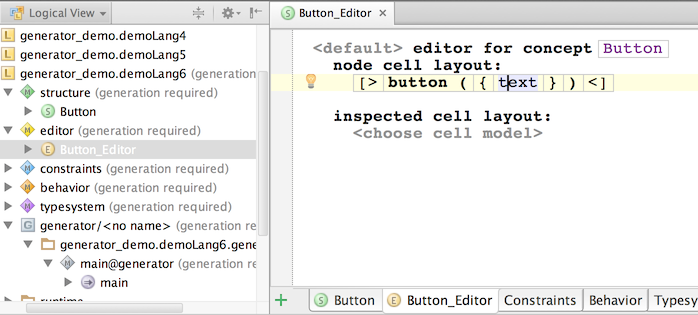 Logical View
generator_demo.demoLang4
generator_demo.demoLang5
generator_demo.demoLang6 (generation required)
structure (generation required)
S Button
editor (generation required)
E Button_Editor
constraints (generation required)
behavior (generation required)
typesystem (generation required)
generator/<no name> (generation required)
generator_demo.demoLang6.gene
main@generator (generation required)
main
S Button_Editor
<default> editor for concept Button
node cell layout:
[> button ( { text } ) <]
inspected cell layout:
<choose cell model>
S Button E Button_Editor Constraints Behavior Typesy